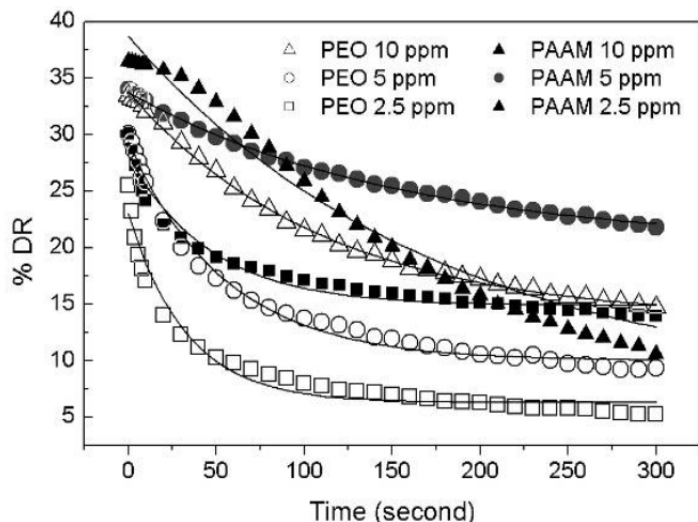 40
35
30
25
20
15
10
5
% DR
PEO 10 ppm
PEO 5 ppm
PEO 2.5 ppm
PAAM 10 ppm
PAAM 5 ppm
PAAM 2.5 ppm
0 50 100 150 200 250 300
Time (second)